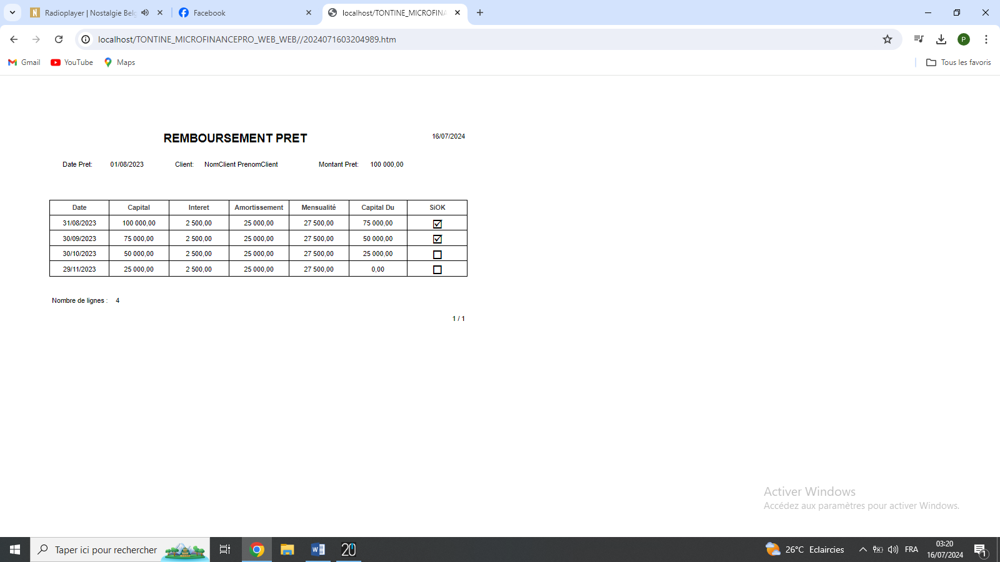 Radioplayer | Nostalgie Belg
Facebook
localhost/TONTINE_MICROFINA
localhost/TONTINE_MICROFINANCEPRO_WEB_WEB//2024071603204989.htm
P
Gmail YouTube Maps Tous les favoris
REMBOURSEMENT PRET 16/07/2024
Date Pret: 01/08/2023 Client: NomClient PrenomClient Montant Pret: 100 000,00
Date Capital Interet Amortissement Mensualité Capital Du SiOK
31/08/2023 100 000,00 2 500,00 25 000,00 27 500,00 75 000,00
30/09/2023 75 000,00 2 500,00 25 000,00 27 500,00 50 000,00
30/10/2023 50 000,00 2 500,00 25 000,00 27 500,00 25 000,00
29/11/2023 25 000,00 2 500,00 25 000,00 27 500,00 0,00
Nombre de lignes : 4
1 / 1
Activer Windows
Accédez aux paramètres pour activer Windows.
Taper ici pour rechercher
20
26°C Eclaircies
FRA
03:20
16/07/2024
1